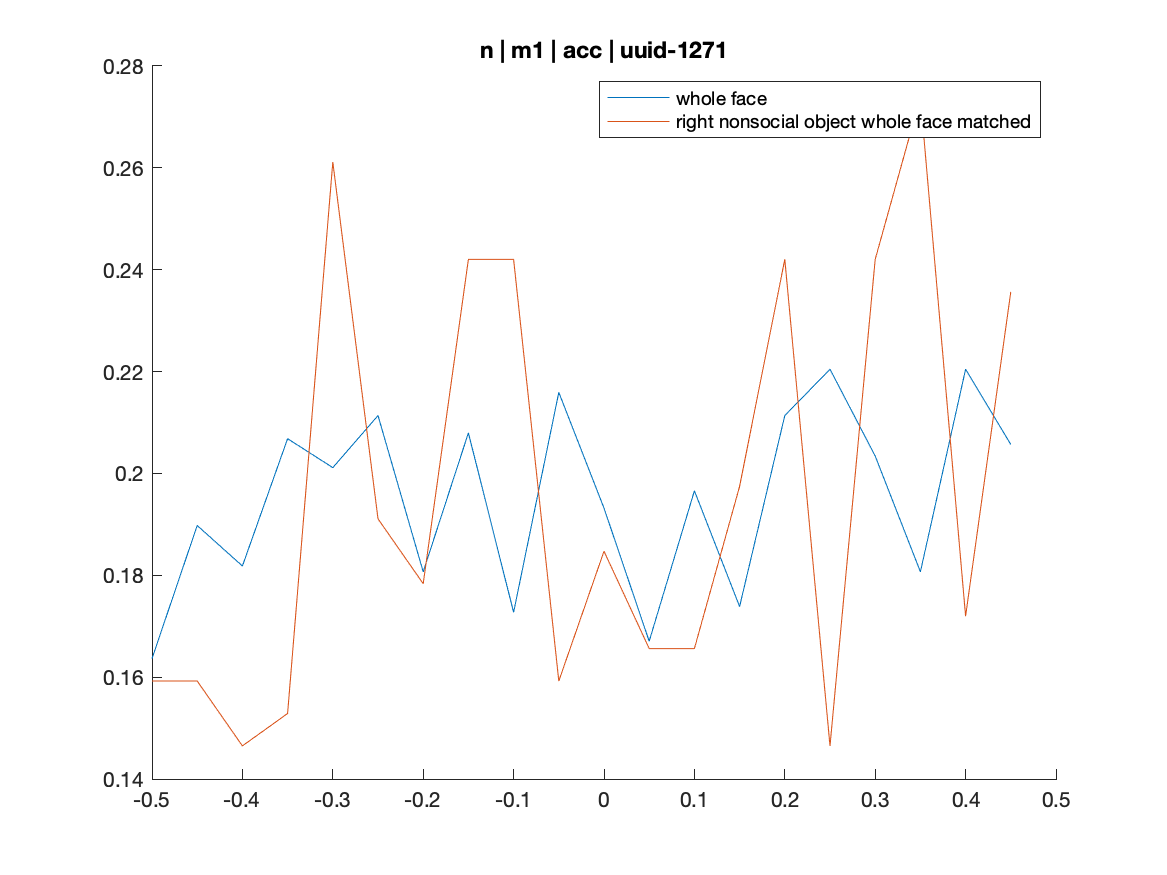 n | m1 | acc | uuid-1271
whole face
right nonsocial object whole face matched
0.28
0.26
0.24
0.22
0.2
0.18
0.16
0.14
-0.5 -0.4 -0.3 -0.2 -0.1 0 0.1 0.2 0.3 0.4 0.5